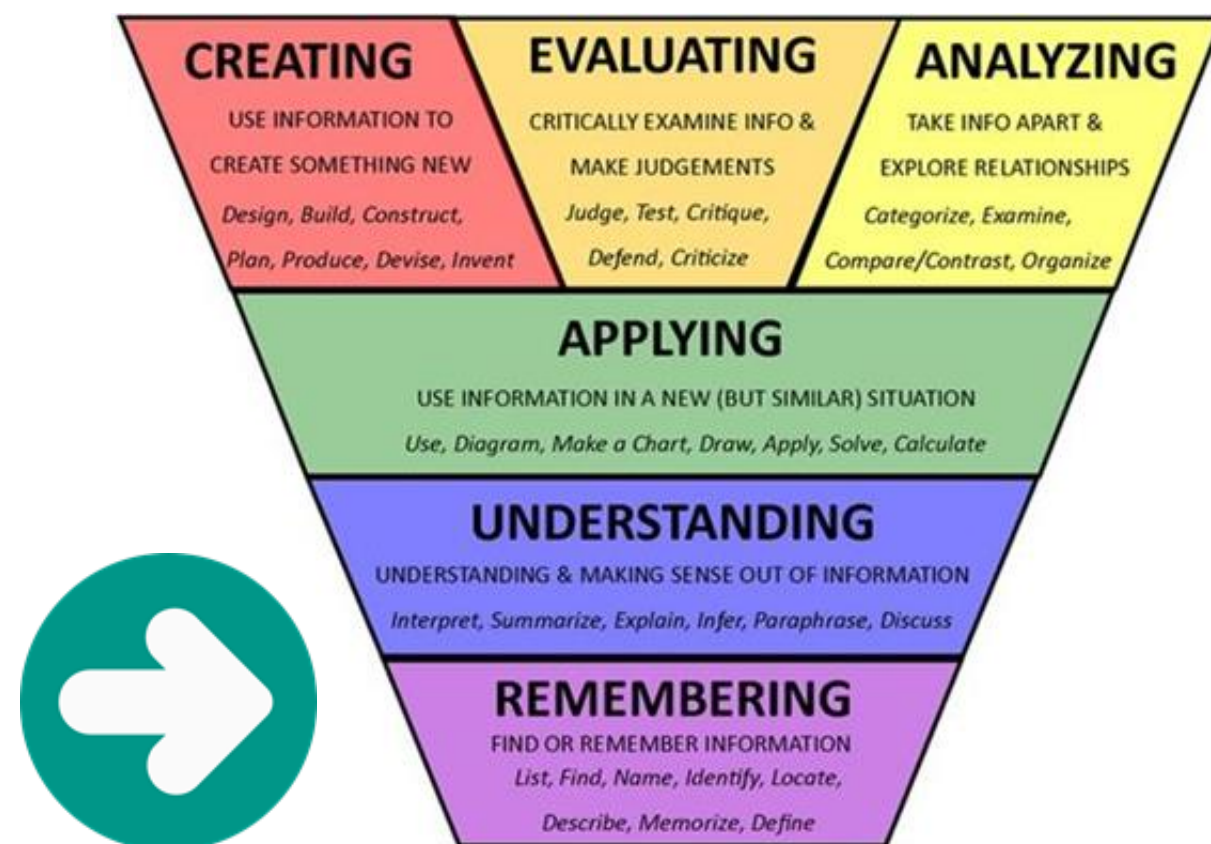 CREATING
USE INFORMATION TO
CREATE SOMETHING NEW
Design, Build, Construct,
Plan, Produce, Devise, Invent
EVALUATING
CRITICALLY EXAMINE INFO &
MAKE JUDGEMENTS
Judge, Test, Critique,
Defend, Criticize
ANALYZING
TAKE INFO APART &
EXPLORE RELATIONSHIPS
Categorize, Examine,
Compare/Contrast, Organize
APPLYING
USE INFORMATION IN A NEW (BUT SIMILAR) SITUATION
Use, Diagram, Make a Chart, Draw, Apply, Solve, Calculate
UNDERSTANDING
UNDERSTANDING & MAKING SENSE OUT OF INFORMATION
Interpret, Summarize, Explain, Infer, Paraphrase, Discuss
REMEMBERING
FIND OR REMEMBER INFORMATION
List, Find, Name, Identify, Locate,
Describe, Memorize, Define